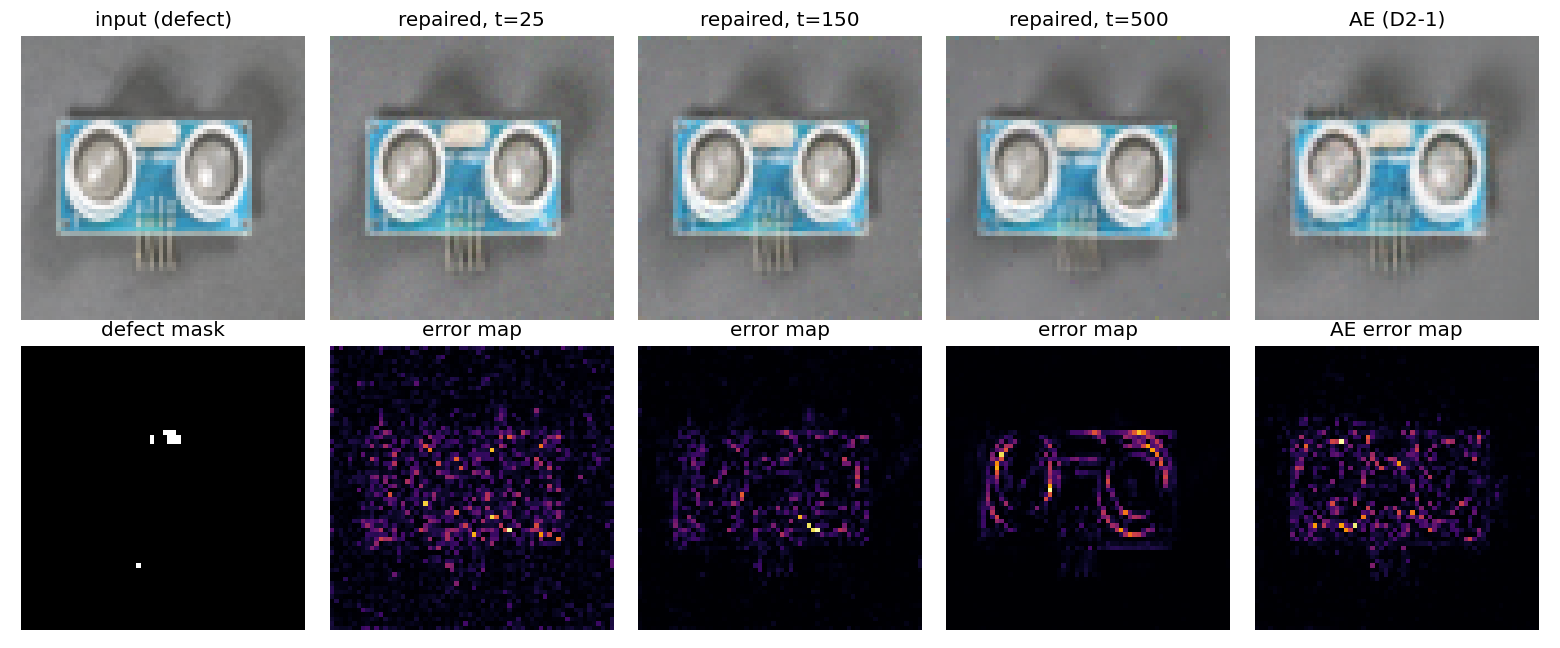 input (defect)
repaired, t=25
repaired, t=150
repaired, t=500
AE (D2-1)
defect mask
error map
error map
error map
AE error map